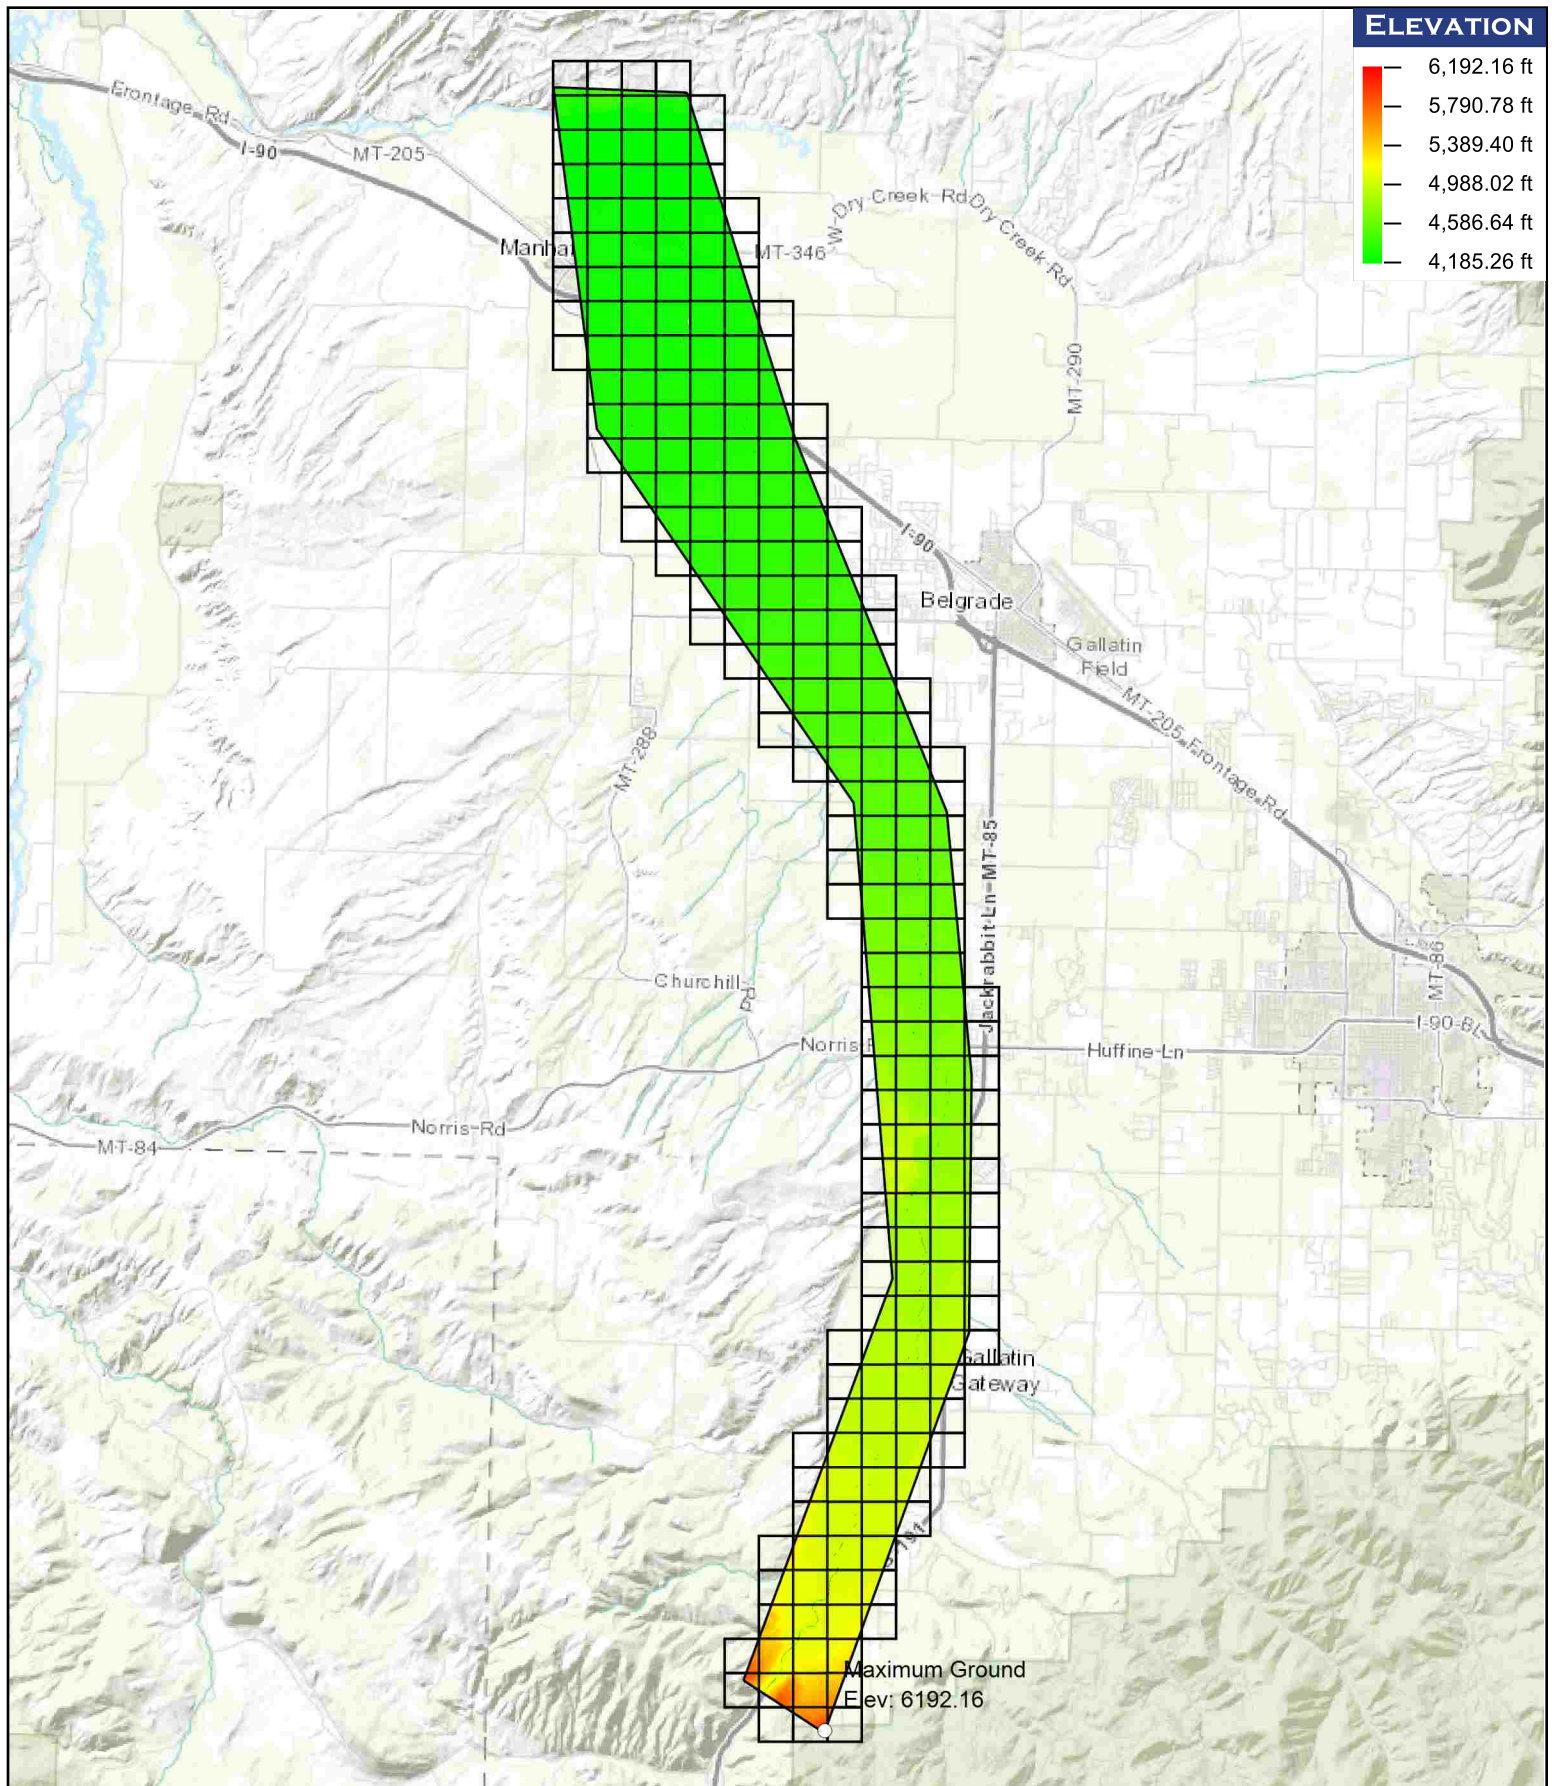 ELEVATION
6,192.16 ft
5,790.78 ft
5,389.40 ft
4,988.02 ft
4,586.64 ft
4,185.26 ft
Frontage Rd
I-90
MT-205
W Dry Creek Rd
Dry Creek Rd
Manha
MT-346
MT-290
I-90
Belgrade
Gallatin
Field
MT-205
Frontage Rd
MT-288
Jackrabbit Ln
MT-85
MT-86
Churchill Rd
I-90-BL
Norris
Huffine Ln
Norris Rd
MT-84
Gallatin
Gateway
191
Maximum Ground
Elev: 6192.16